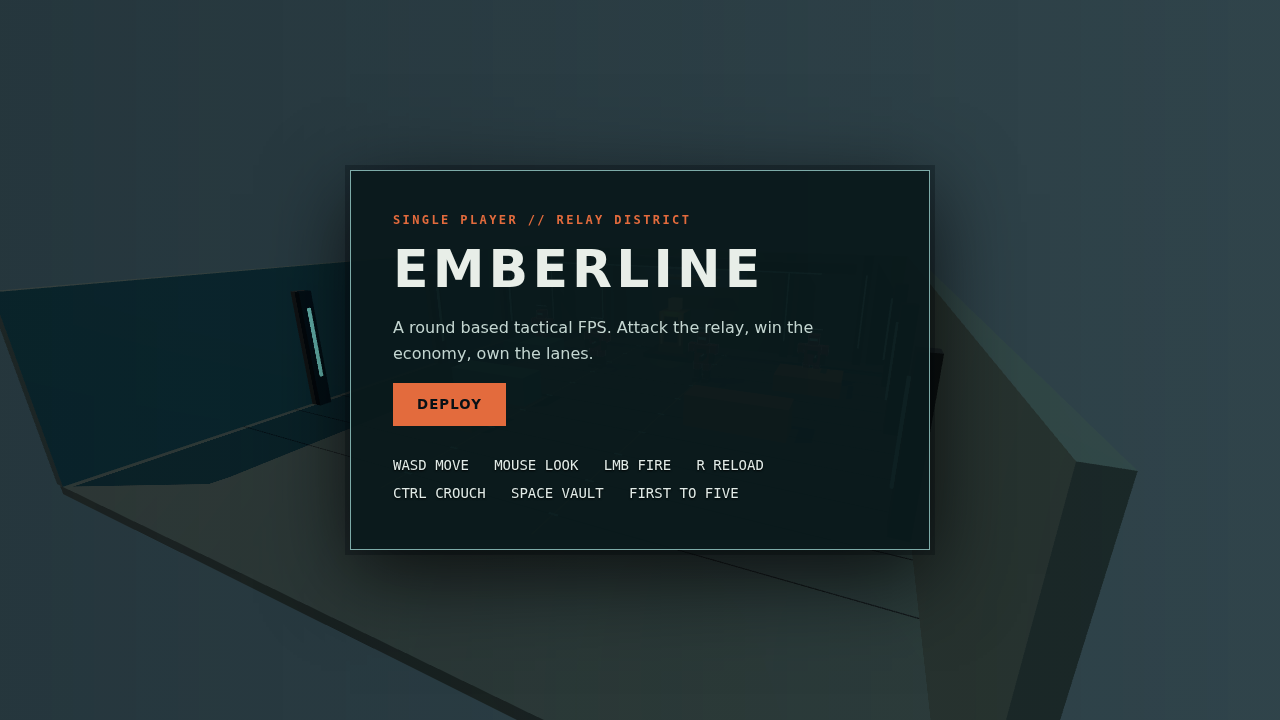 SINGLE PLAYER // RELAY DISTRICT
EMBERLINE
A round based tactical FPS. Attack the relay, win the
economy, own the lanes.
DEPLOY
WASD MOVE MOUSE LOOK LMB FIRE R RELOAD
CTRL CROUCH SPACE VAULT FIRST TO FIVE